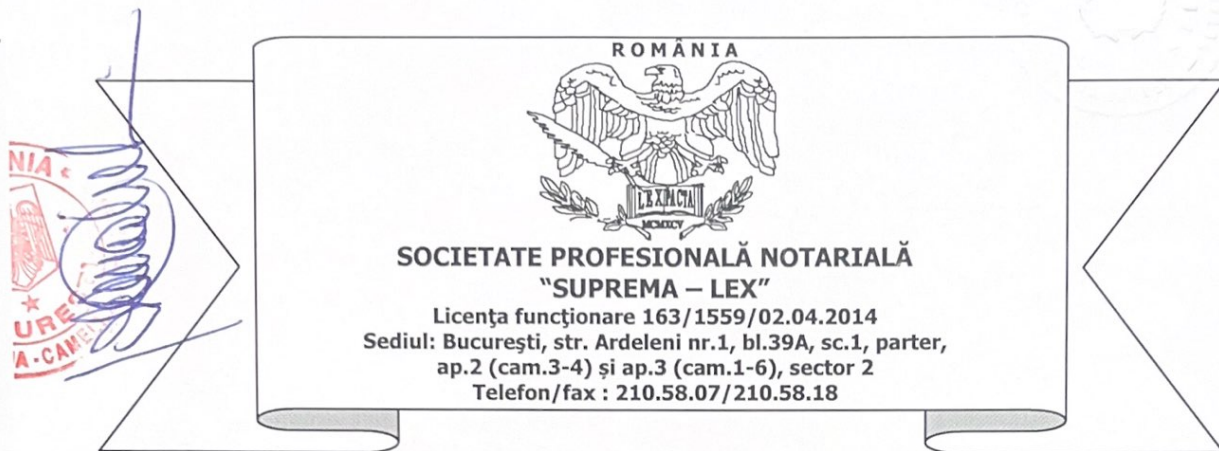 ROMÂNIA
LEX PACTA
MCMXCV
SOCIETATE PROFESIONALĂ NOTARIALĂ
“SUPREMA – LEX”
Licenţa funcţionare 163/1559/02.04.2014
Sediul: Bucureşti, str. Ardeleni nr.1, bl.39A, sc.1, parter,
ap.2 (cam.3-4) și ap.3 (cam.1-6), sector 2
Telefon/fax : 210.58.07/210.58.18